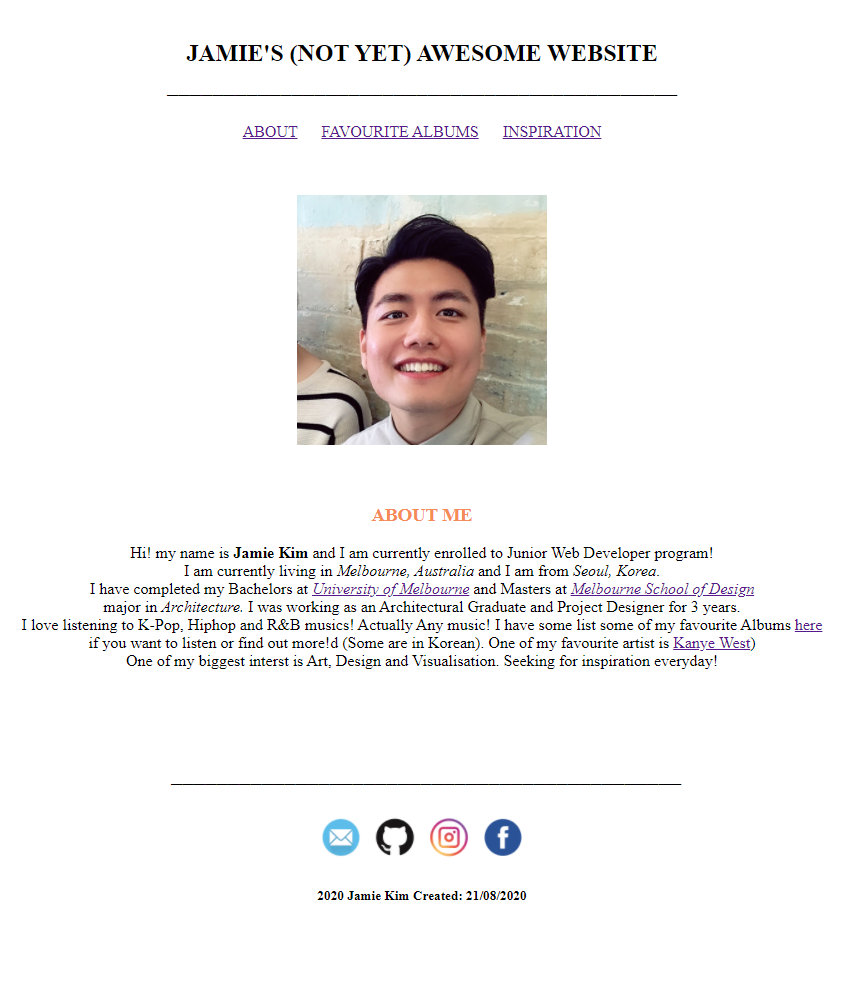 JAMIE'S (NOT YET) AWESOME WEBSITE
ABOUT FAVOURITE ALBUMS INSPIRATION
ABOUT ME
Hi! my name is Jamie Kim and I am currently enrolled to Junior Web Developer program!
I am currently living in Melbourne, Australia and I am from Seoul, Korea.
I have completed my Bachelors at University of Melbourne and Masters at Melbourne School of Design
major in Architecture. I was working as an Architectural Graduate and Project Designer for 3 years.
I love listening to K-Pop, Hiphop and R&B musics! Actually Any music! I have some list some of my favourite Albums here
if you want to listen or find out more!d (Some are in Korean). One of my favourite artist is Kanye West)
One of my biggest interst is Art, Design and Visualisation. Seeking for inspiration everyday!
2020 Jamie Kim Created: 21/08/2020